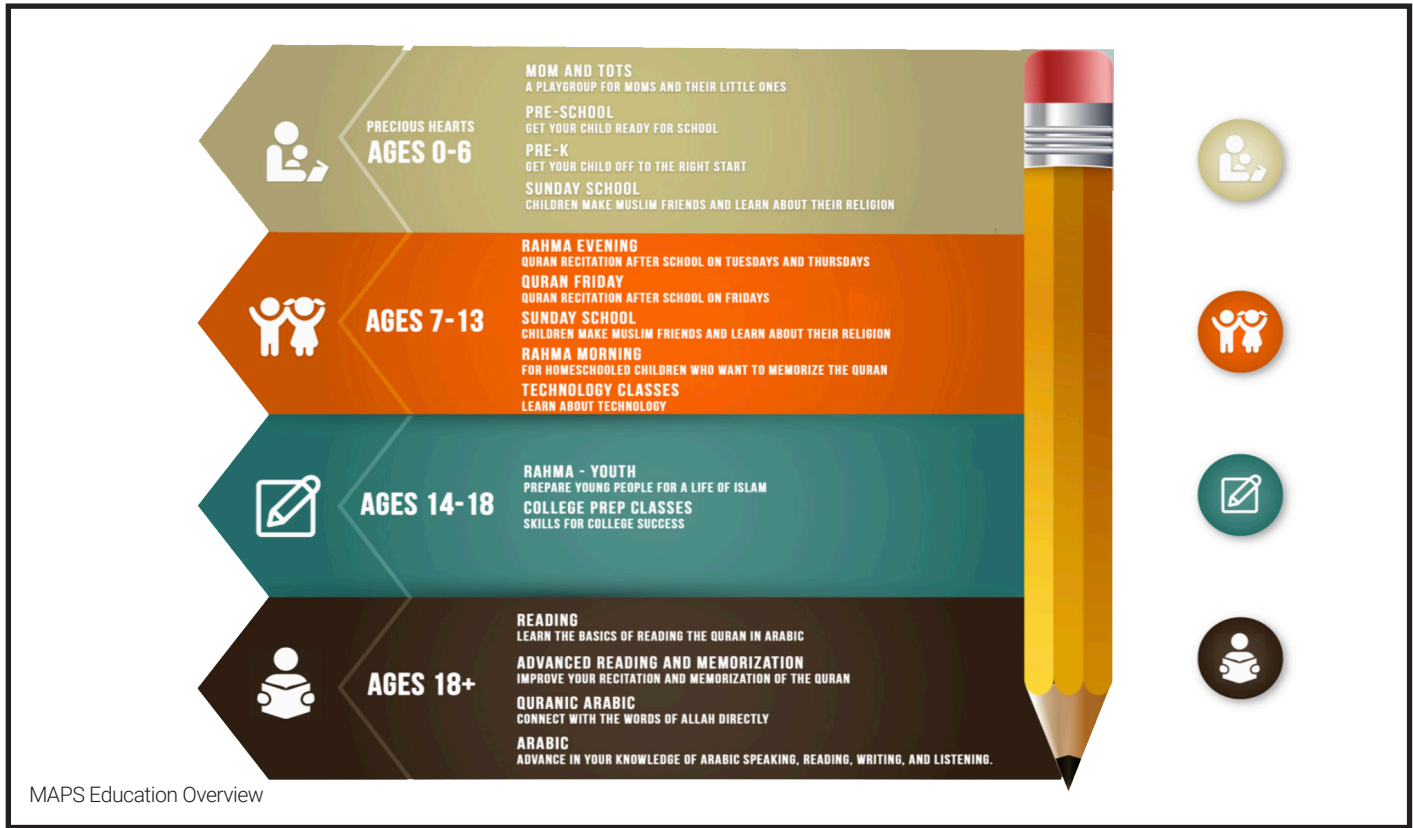 PRECIOUS HEARTS
AGES 0-6
MOM AND TOTS
A PLAYGROUP FOR MOMS AND THEIR LITTLE ONES
PRE-SCHOOL
GET YOUR CHILD READY FOR SCHOOL
PRE-K
GET YOUR CHILD OFF TO THE RIGHT START
SUNDAY SCHOOL
CHILDREN MAKE MUSLIM FRIENDS AND LEARN ABOUT THEIR RELIGION
AGES 7-13
RAHMA EVENING
QURAN RECITATION AFTER SCHOOL ON TUESDAYS AND THURSDAYS
QURAN FRIDAY
QURAN RECITATION AFTER SCHOOL ON FRIDAYS
SUNDAY SCHOOL
CHILDREN MAKE MUSLIM FRIENDS AND LEARN ABOUT THEIR RELIGION
RAHMA MORNING
FOR HOMESCHOOLED CHILDREN WHO WANT TO MEMORIZE THE QURAN
TECHNOLOGY CLASSES
LEARN ABOUT TECHNOLOGY
AGES 14-18
RAHMA - YOUTH
PREPARE YOUNG PEOPLE FOR A LIFE OF ISLAM
COLLEGE PREP CLASSES
SKILLS FOR COLLEGE SUCCESS
AGES 18+
READING
LEARN THE BASICS OF READING THE QURAN IN ARABIC
ADVANCED READING AND MEMORIZATION
IMPROVE YOUR RECITATION AND MEMORIZATION OF THE QURAN
QURANIC ARABIC
CONNECT WITH THE WORDS OF ALLAH DIRECTLY
ARABIC
ADVANCE IN YOUR KNOWLEDGE OF ARABIC SPEAKING, READING, WRITING, AND LISTENING.
MAPS Education Overview